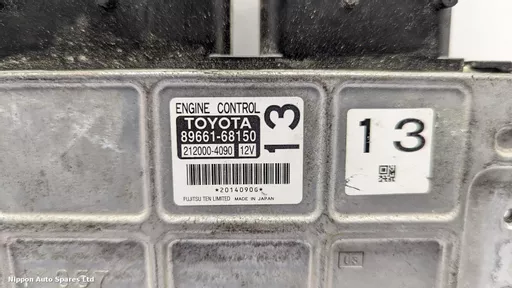 ENGINE CONTROL
TOYOTA
89661-68150
212000-4090 12V
13
*2014090G*
FUJITSU TEN LIMITED MADE IN JAPAN
13
Nippon Auto Spares Ltd